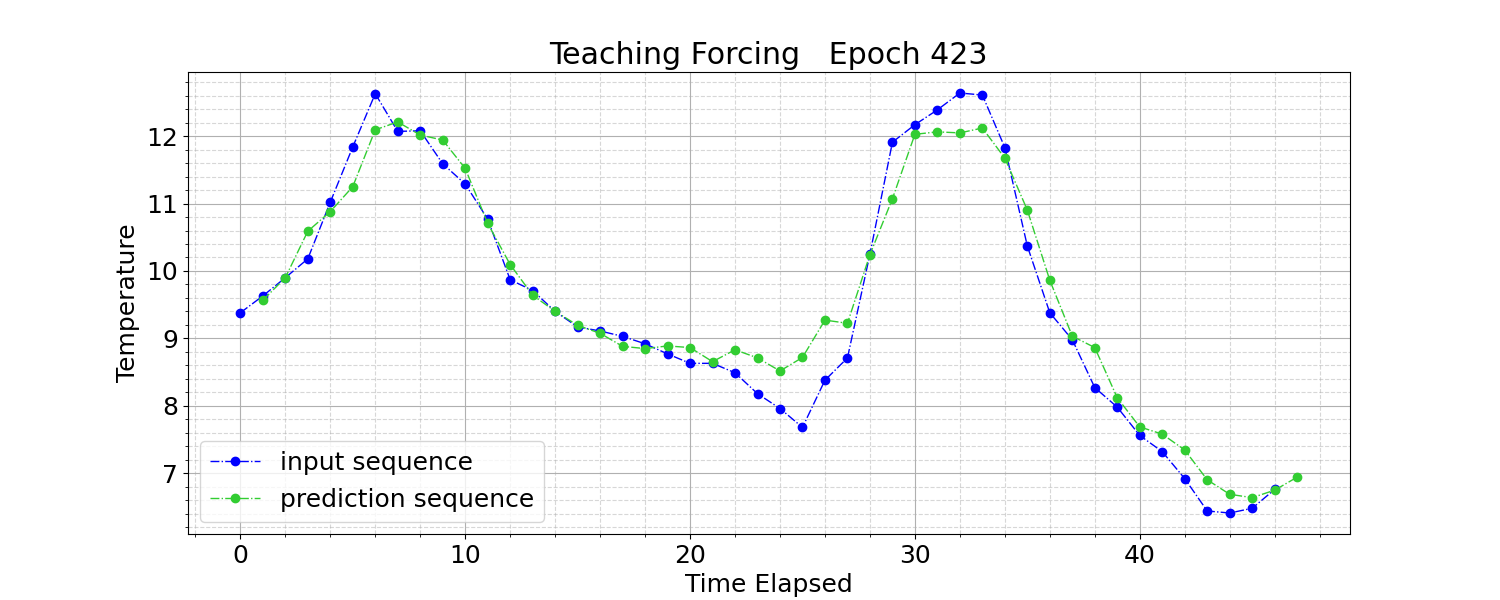 Teaching Forcing   Epoch 423
Temperature
12
11
10
9
8
7
input sequence
prediction sequence
0 10 20 30 40
Time Elapsed